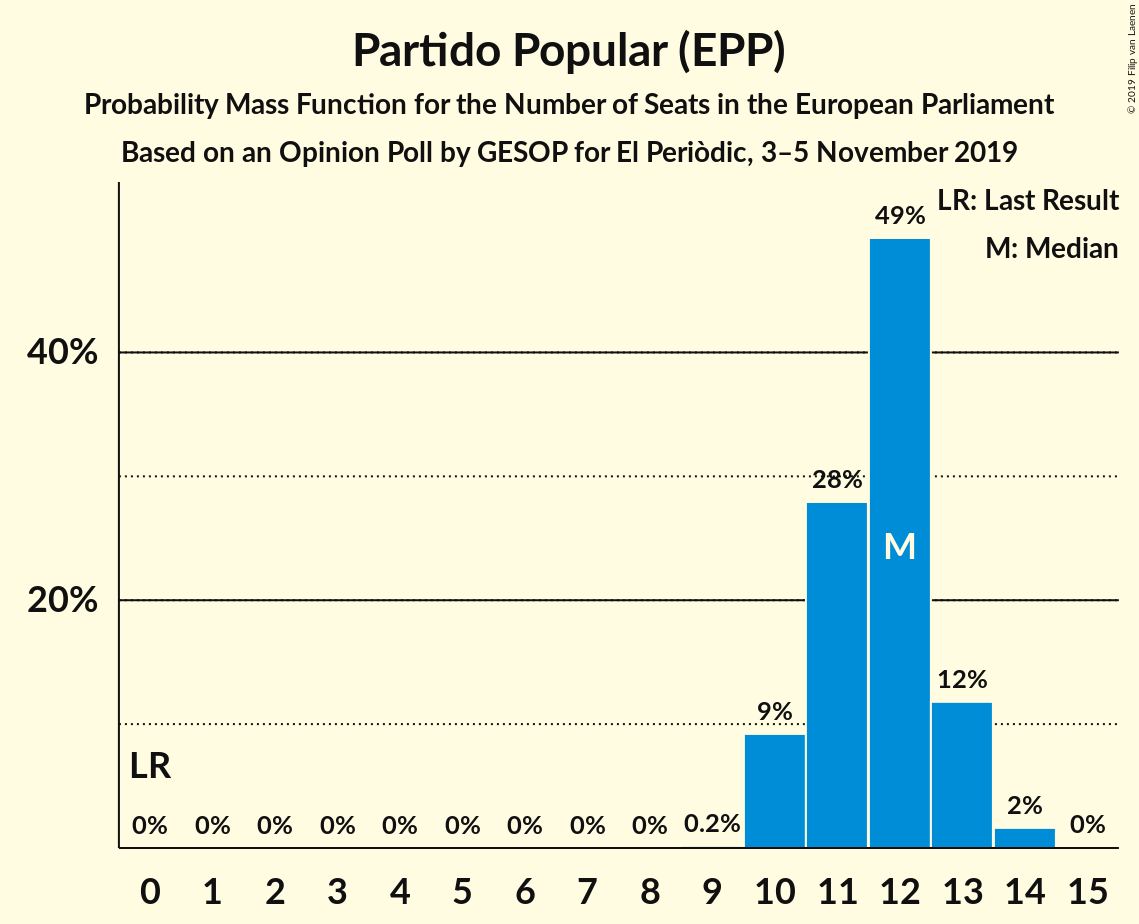 Partido Popular (EPP)
Probability Mass Function for the Number of Seats in the European Parliament
Based on an Opinion Poll by GESOP for El Periòdic, 3–5 November 2019
© 2019 Filip van Laenen
LR: Last Result
M: Median
49%
40%
28%
M
20%
12%
9%
LR
2%
0% 0% 0% 0% 0% 0% 0% 0% 0% 0.2% 0%
0 1 2 3 4 5 6 7 8 9 10 11 12 13 14 15